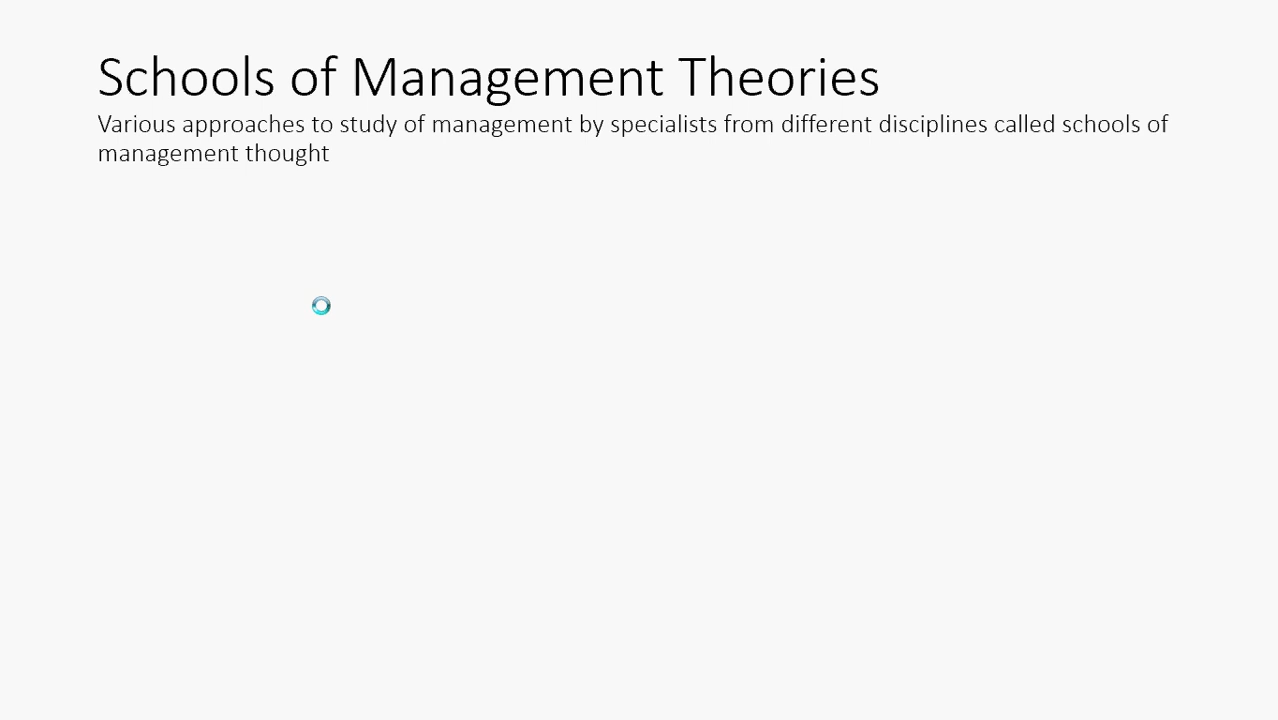 Schools of Management Theories
Various approaches to study of management by specialists from different disciplines called schools of
management thought